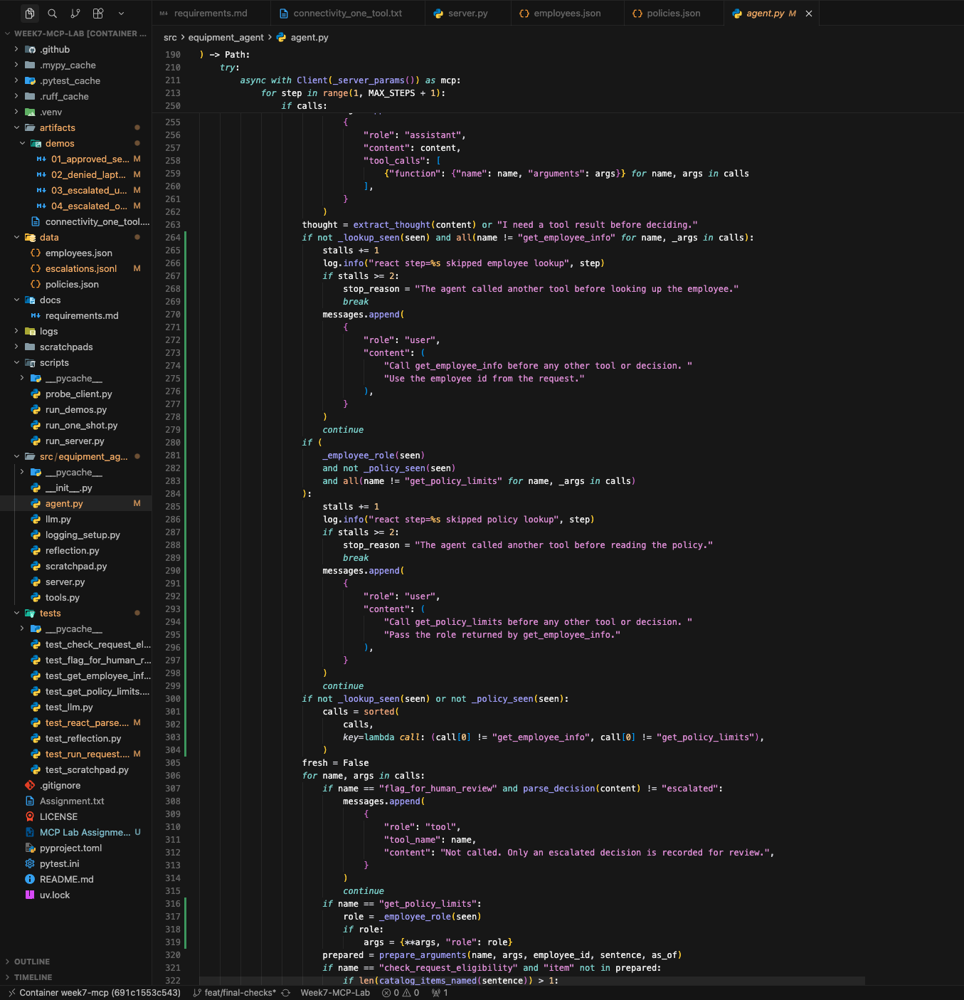 requirements.md
connectivity_one_tool.txt
server.py
employees.json
policies.json
agent.py M
WEEK7-MCP-LAB [CONTAINER ...
.github
.mypy_cache
.pytest_cache
.ruff_cache
.venv
artifacts
demos
01_approved_se... M
02_denied_lapt... M
03_escalated_u... M
04_escalated_o... M
connectivity_one_tool....
data
employees.json
escalations.jsonl M
policies.json
docs
requirements.md
logs
scratchpads
scripts
__pycache__
probe_client.py
run_demos.py
run_one_shot.py
run_server.py
src/equipment_ag...
__pycache__
__init__.py
agent.py M
llm.py
logging_setup.py
reflection.py
scratchpad.py
server.py
tools.py
tests
__pycache__
test_check_request_el...
test_flag_for_human_r...
test_get_employee_inf...
test_get_policy_limits....
test_llm.py
test_react_parse.... M
test_reflection.py
test_run_request.... M
test_scratchpad.py
.gitignore
Assignment.txt
LICENSE
MCP Lab Assignme... U
pyproject.toml
pytest.ini
README.md
uv.lock
OUTLINE
TIMELINE
src > equipment_agent > agent.py
190 ) -> Path:
210 try:
211 async with Client(_server_params()) as mcp:
213 for step in range(1, MAX_STEPS + 1):
250 if calls:
255 {
256 "role": "assistant",
257 "content": content,
258 "tool_calls": [
259 {"function": {"name": name, "arguments": args}} for name, args in calls
260 ],
261 }
262 )
263 thought = extract_thought(content) or "I need a tool result before deciding."
264 if not _lookup_seen(seen) and all(name != "get_employee_info" for name, _args in calls):
265 stalls += 1
266 log.info("react step=%s skipped employee lookup", step)
267 if stalls >= 2:
268 stop_reason = "The agent called another tool before looking up the employee."
269 break
270 messages.append(
271 {
272 "role": "user",
273 "content": (
274 "Call get_employee_info before any other tool or decision. "
275 "Use the employee id from the request."
276 ),
277 }
278 )
279 continue
280 if (
281 _employee_role(seen)
282 and not _policy_seen(seen)
283 and all(name != "get_policy_limits" for name, _args in calls)
284 ):
285 stalls += 1
286 log.info("react step=%s skipped policy lookup", step)
287 if stalls >= 2:
288 stop_reason = "The agent called another tool before reading the policy."
289 break
290 messages.append(
291 {
292 "role": "user",
293 "content": (
294 "Call get_policy_limits before any other tool or decision. "
295 "Pass the role returned by get_employee_info."
296 ),
297 }
298 )
299 continue
300 if not _lookup_seen(seen) or not _policy_seen(seen):
301 calls = sorted(
302 calls,
303 key=lambda call: (call[0] != "get_employee_info", call[0] != "get_policy_limits"),
304 )
305 fresh = False
306 for name, args in calls:
307 if name == "flag_for_human_review" and parse_decision(content) != "escalated":
308 messages.append(
309 {
310 "role": "tool",
311 "tool_name": name,
312 "content": "Not called. Only an escalated decision is recorded for review.",
313 }
314 )
315 continue
316 if name == "get_policy_limits":
317 role = _employee_role(seen)
318 if role:
319 args = {**args, "role": role}
320 prepared = prepare_arguments(name, args, employee_id, sentence, as_of)
321 if name == "check_request_eligibility" and "item" not in prepared:
322 if len(catalog_items_named(sentence)) > 1:
Container week7-mcp (691c1553c543) feat/final-checks* Week7-MCP-Lab 0 0 1